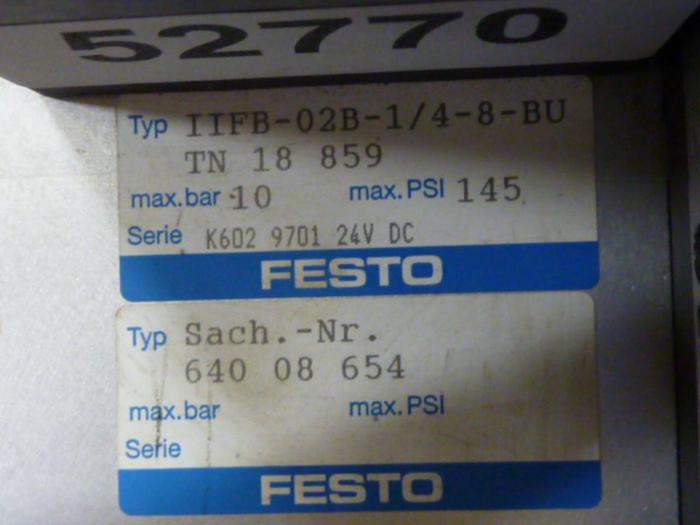 52770
Typ IIFB-02B-1/4-8-BU
TN 18 859
max.bar 10 max.PSI 145
Serie K602 9701 24V DC
FESTO
Typ Sach.-Nr.
640 08 654
max.bar max.PSI
Serie
FESTO